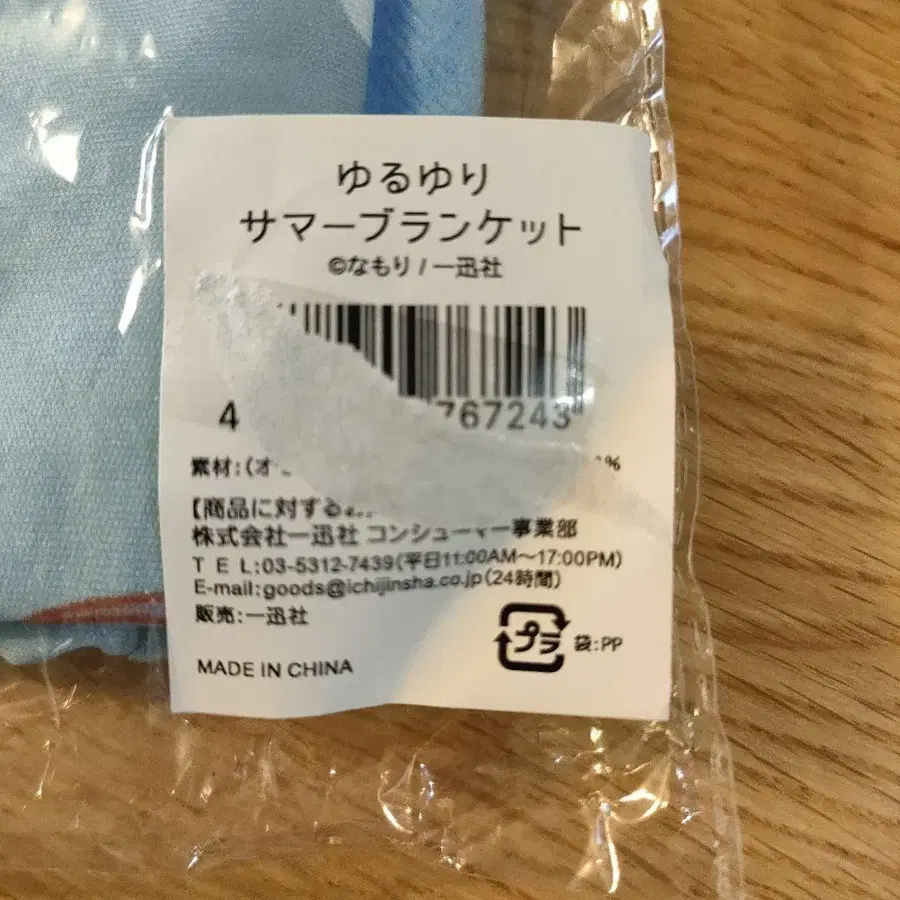 ゆるゆり
サマーブランケット
©なもり / 一迅社
4 767243
素材:(オ %
【商品に対する
株式会社一迅社 コンシューマー事業部
TEL:03-5312-7439(平日11:00AM～17:00PM)
E-mail:goods@ichijinsha.co.jp(24時間)
販売:一迅社
プラ 袋:PP
MADE IN CHINA